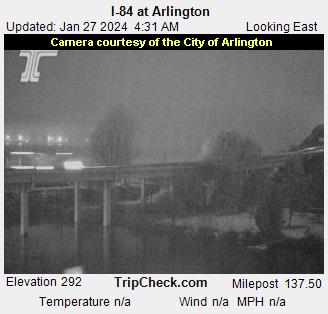 I-84 at Arlington
Updated: Jan 27 2024 4:31 AM Looking East
Camera courtesy of the City of Arlington
Elevation 292 TripCheck.com Milepost 137.50
Temperature n/a Wind n/a MPH n/a